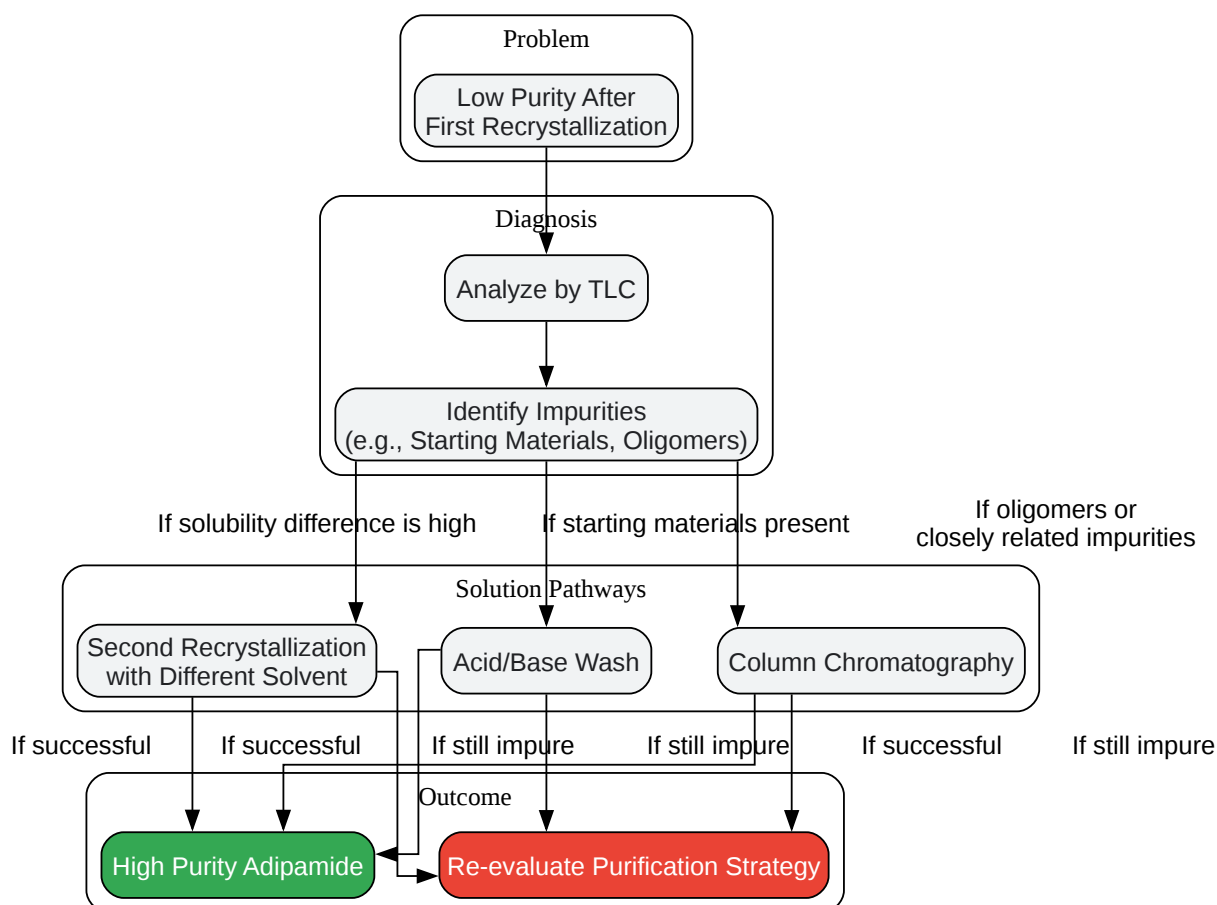 Problem
Low Purity After
First Recrystallization
Diagnosis
Analyze by TLC
Identify Impurities
(e.g., Starting Materials, Oligomers)
If solubility difference is high
If starting materials present
If oligomers or
closely related impurities
Solution Pathways
Second Recrystallization
with Different Solvent
Acid/Base Wash
Column Chromatography
If successful
If successful
If still impure
If still impure
If successful
If still impure
Outcome
High Purity Adipamide
Re-evaluate Purification Strategy